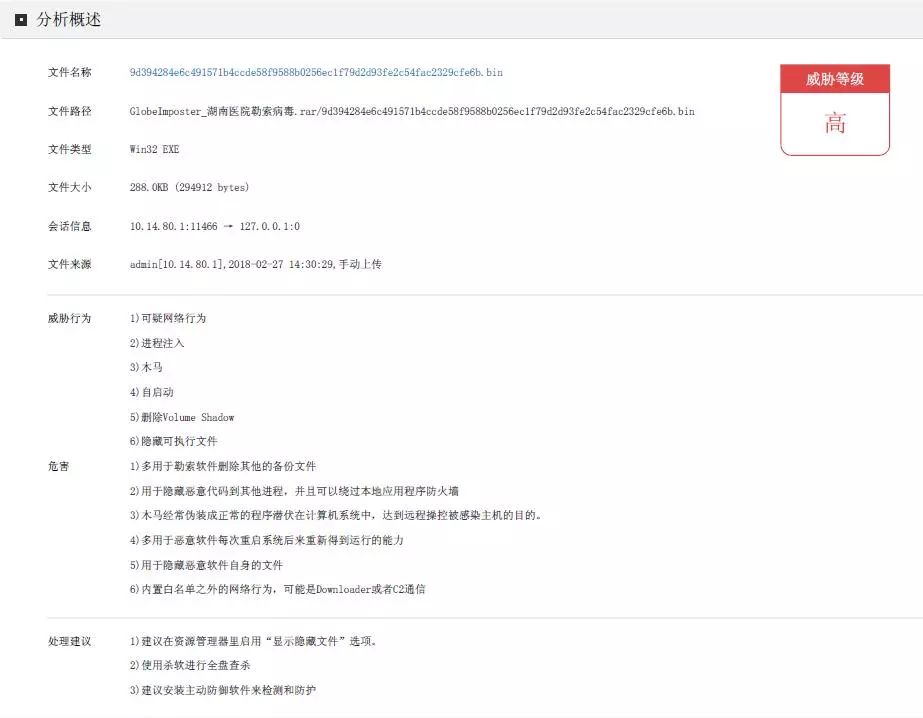 分析概述
文件名称 9d394284e6c491571b4ccde58f9588b0256ec1f79d2d93fe2c54fac2329cfe6b.bin
威胁等级
高
文件路径 GlobeImposter_湖南医院勒索病毒.rar/9d394284e6c491571b4ccde58f9588b0256ec1f79d2d93fe2c54fac2329cfe6b.bin
文件类型 Win32 EXE
文件大小 288.0KB (294912 bytes)
会话信息 10.14.80.1:11466 → 127.0.0.1:0
文件来源 admin[10.14.80.1],2018-02-27 14:30:29,手动上传
威胁行为 1)可疑网络行为
2)进程注入
3)木马
4)自启动
5)删除Volume Shadow
6)隐藏可执行文件
危害 1)多用于勒索软件删除其他的备份文件
2)用于隐藏恶意代码到其他进程，并且可以绕过本地应用程序防火墙
3)木马经常伪装成正常的程序潜伏在计算机系统中，达到远程操控被感染主机的目的。
4)多用于恶意软件每次重启系统后来重新得到运行的能力
5)用于隐藏恶意软件自身的文件
6)内置白名单之外的网络行为，可能是Downloader或者C2通信
处理建议 1)建议在资源管理器里启用“显示隐藏文件”选项。
2)使用杀软进行全盘查杀
3)建议安装主动防御软件来检测和防护